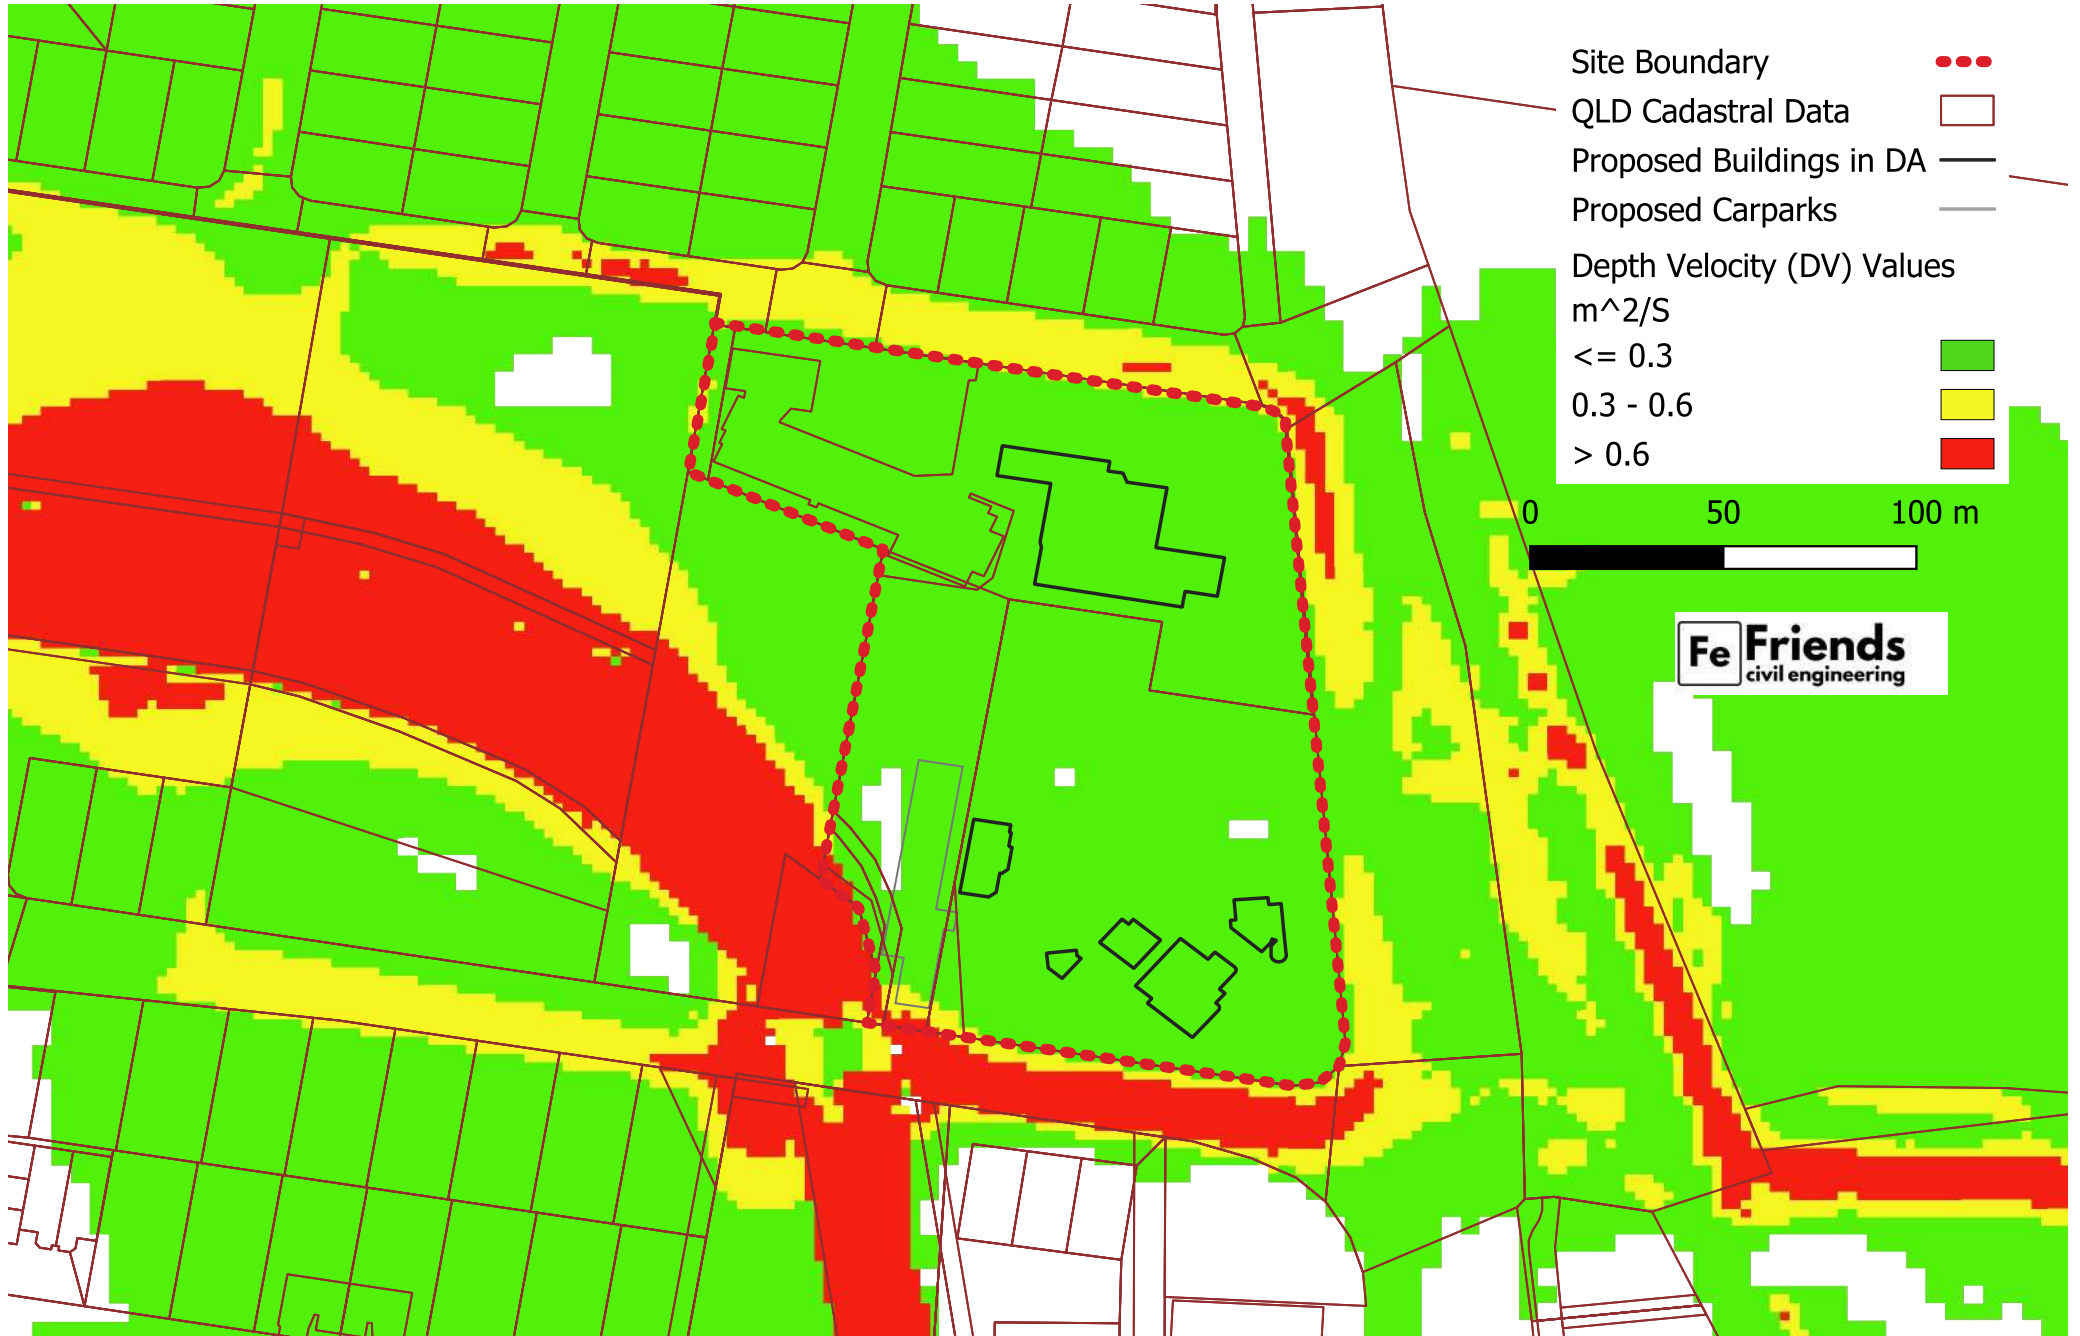 Site Boundary
QLD Cadastral Data
Proposed Buildings in DA
Proposed Carparks
Depth Velocity (DV) Values
m^2/S
<= 0.3
0.3 - 0.6
> 0.6
0 50 100 m
Fe Friends
civil engineering